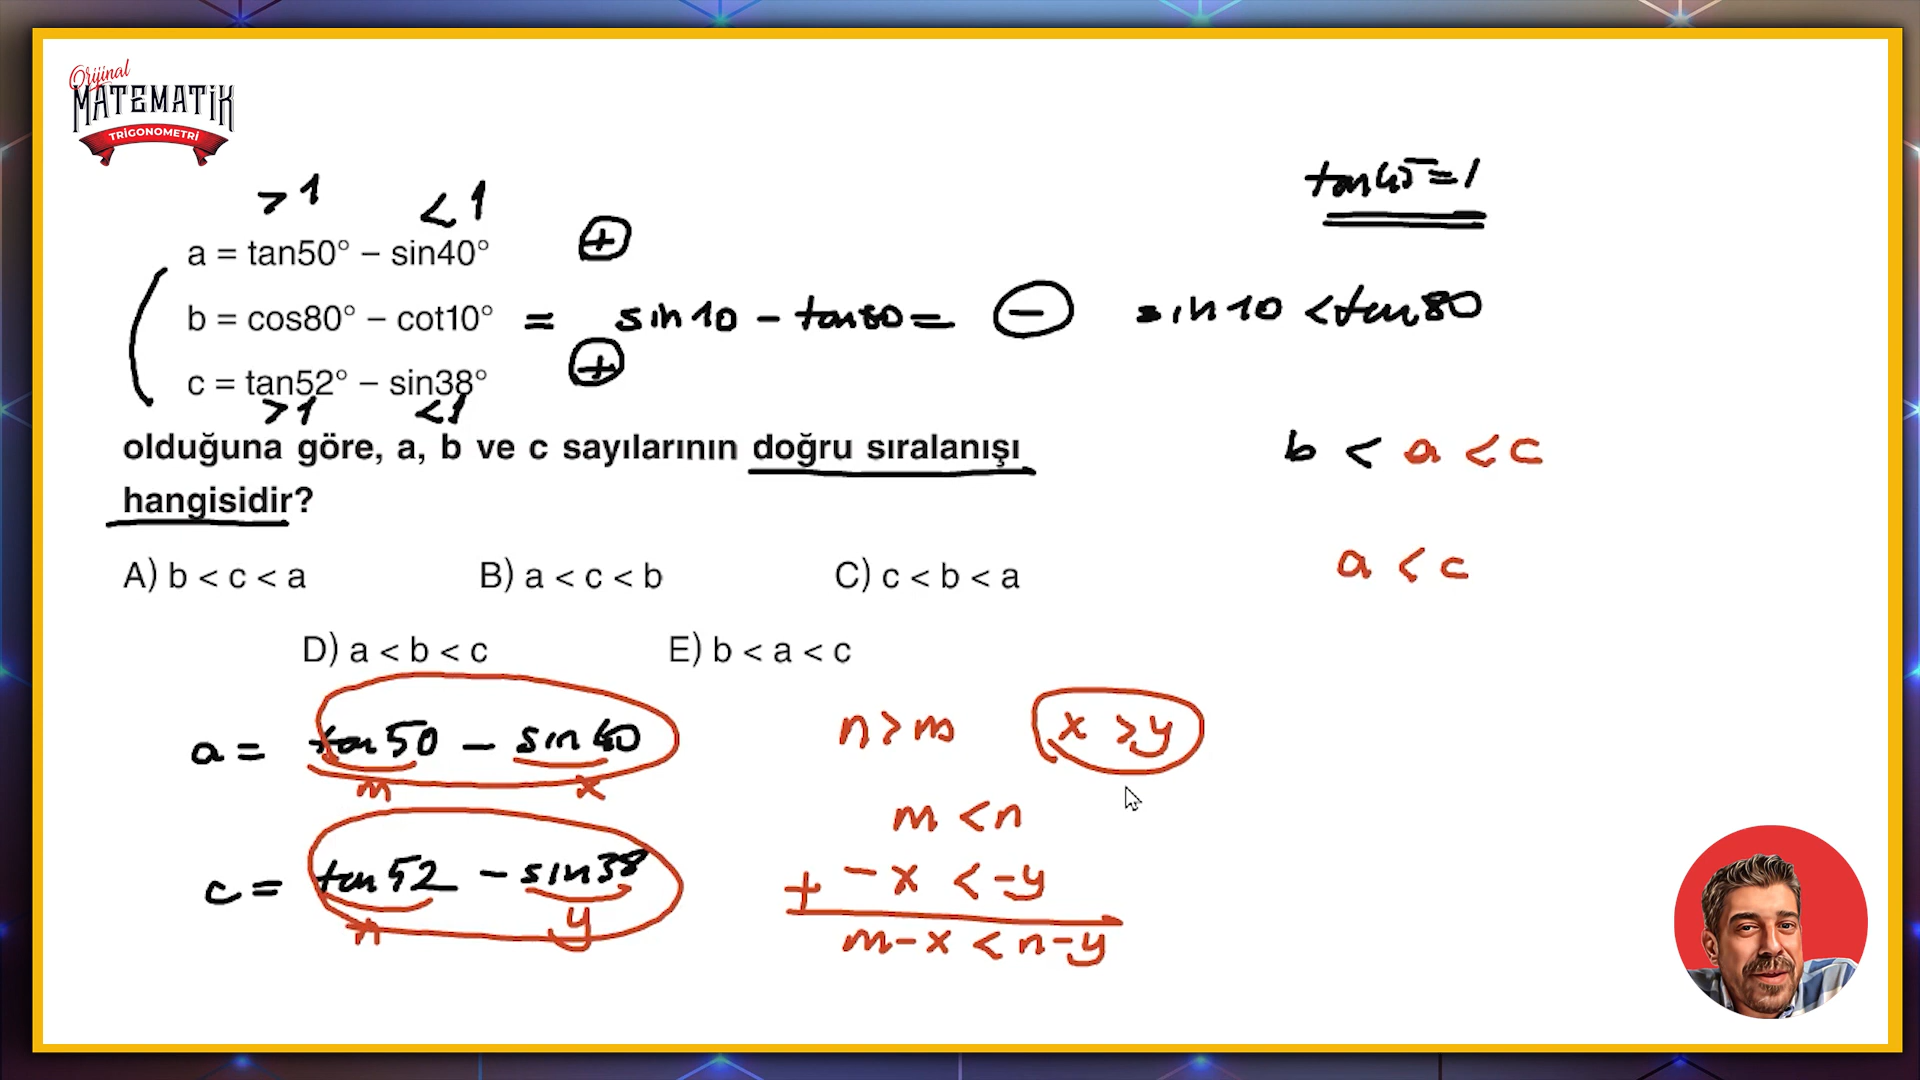 Orijinal
MATEMATİK
TRİGONOMETRİ
tan45=1
>1 <1
a = tan50° – sin40° +
b = cos80° – cot10° = sin10 - tan80 = - sin10 < tan80
c = tan52° – sin38° +
>1 <1
olduğuna göre, a, b ve c sayılarının doğru sıralanışı
hangisidir?
b < a < c
a < c
A) b < c < a B) a < c < b C) c < b < a
D) a < b < c E) b < a < c
a = tan50 - sin40
m x
c = tan52 - sin38
n y
n > m x > y
m < n
+ -x < -y
m-x < n-y